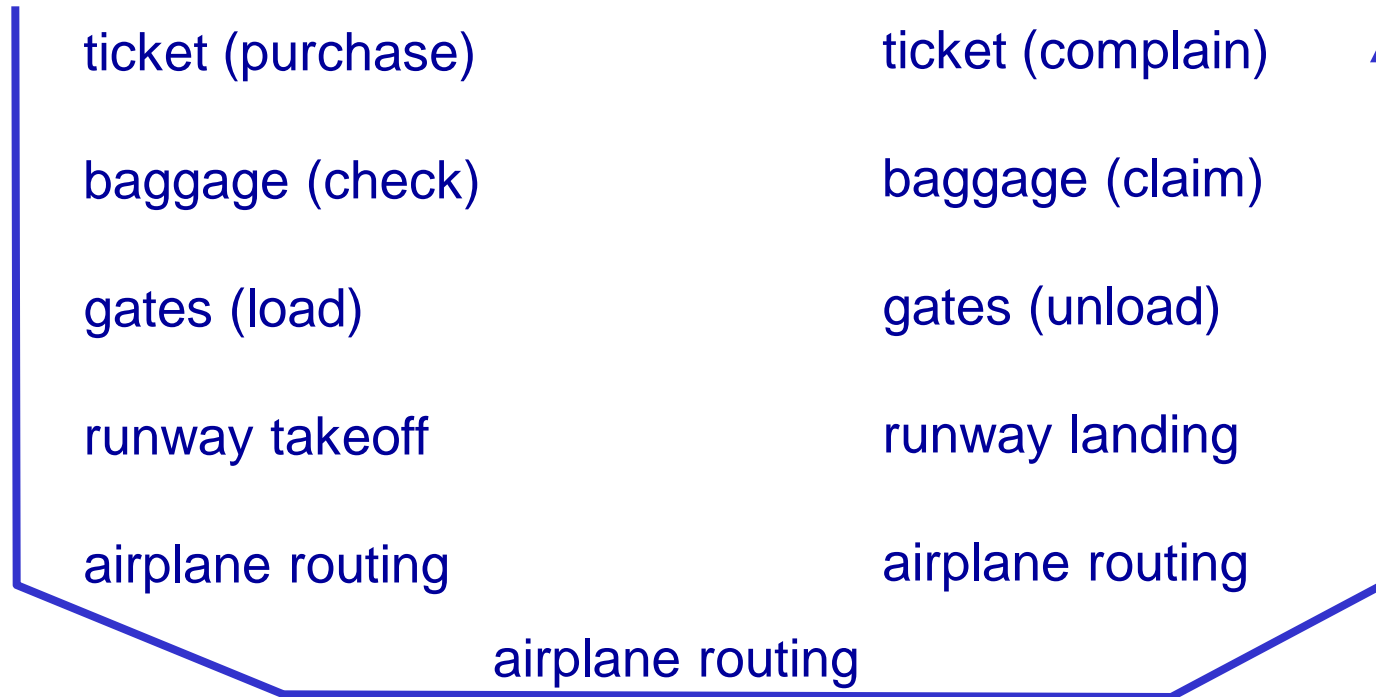 ticket (purchase)
ticket (complain)
baggage (check)
baggage (claim)
gates (load)
gates (unload)
runway takeoff
runway landing
airplane routing
airplane routing
airplane routing